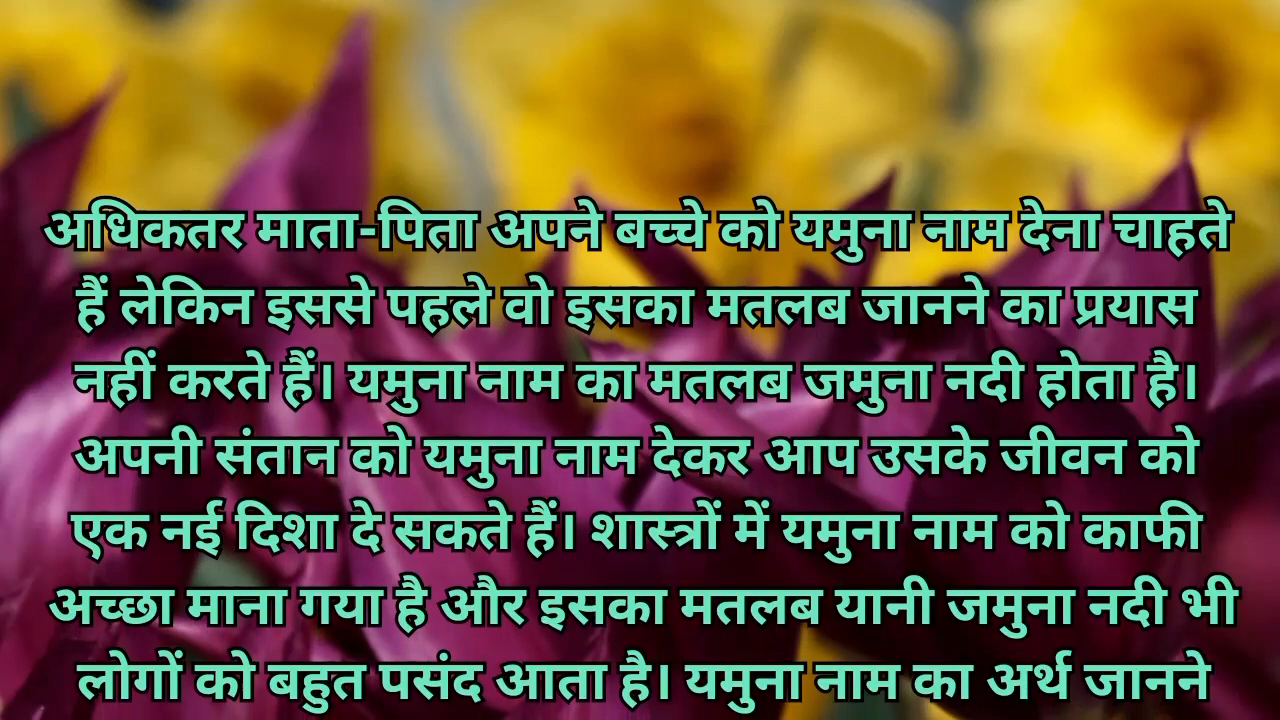 अधिकतर माता-पिता अपने बच्चे को यमुना नाम देना चाहते
हैं लेकिन इससे पहले वो इसका मतलब जानने का प्रयास
नहीं करते हैं। यमुना नाम का मतलब जमुना नदी होता है।
अपनी संतान को यमुना नाम देकर आप उसके जीवन को
एक नई दिशा दे सकते हैं। शास्त्रों में यमुना नाम को काफी
अच्छा माना गया है और इसका मतलब यानी जमुना नदी भी
लोगों को बहुत पसंद आता है। यमुना नाम का अर्थ जानने